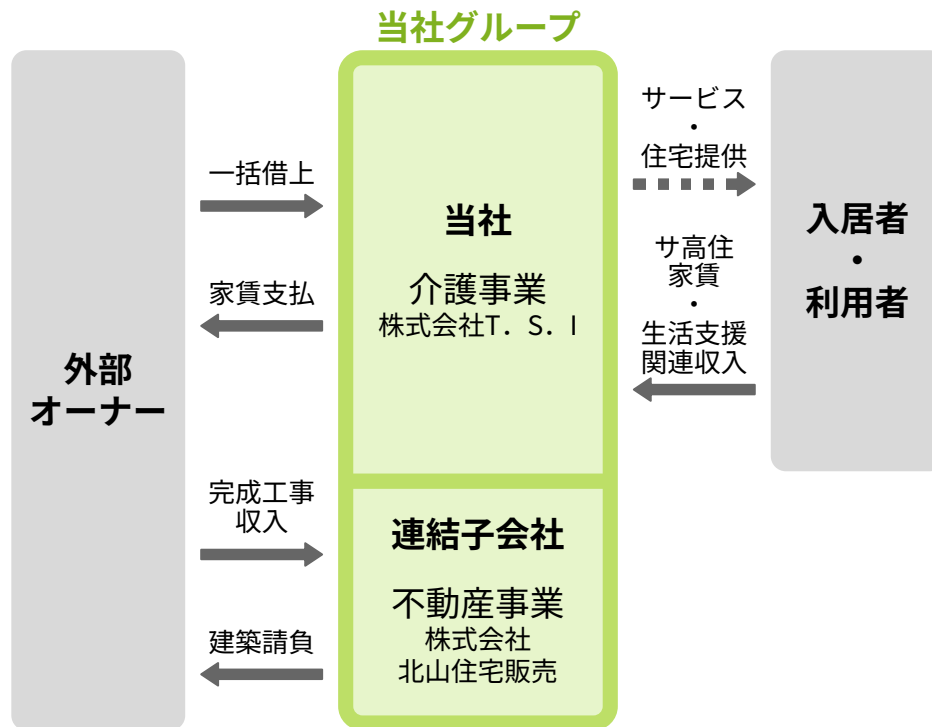 当社グループ
外部
オーナー
一括借上
家賃支払
完成工事
収入
建築請負
当社
介護事業
株式会社T．S．I
連結子会社
不動産事業
株式会社
北山住宅販売
サービス
・
住宅提供
サ高住
家賃
・
生活支援
関連収入
入居者
・
利用者